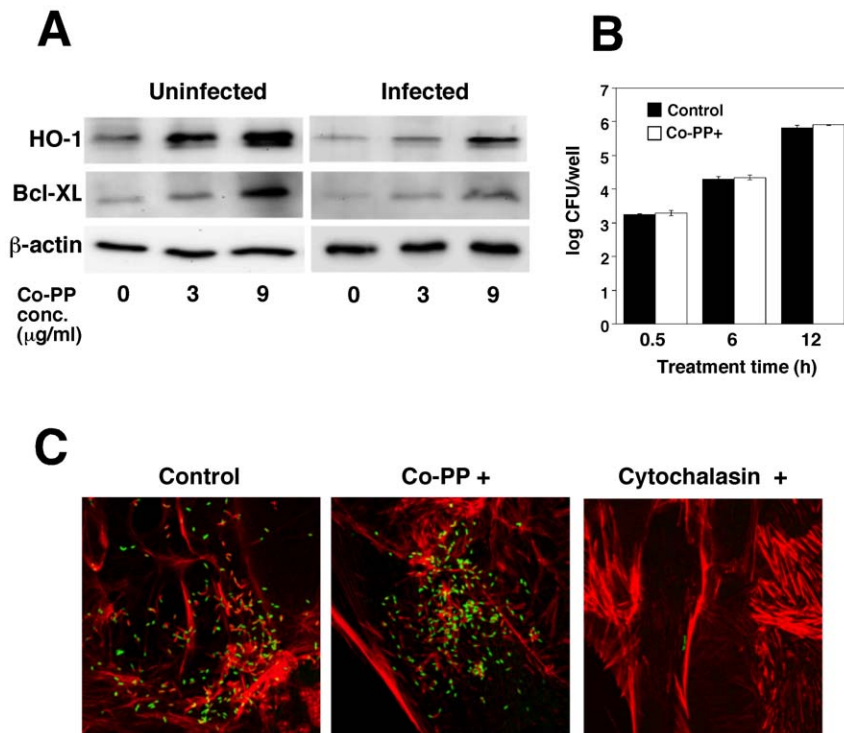 A
Uninfected Infected
HO-1
Bcl-XL
β-actin
Co-PP 0 3 9 0 3 9
conc.
(μg/ml)
B
7
6
5
4
3
2
1
0
log CFU/well
Control
Co-PP+
0.5 6 12
Treatment time (h)
C
Control Co-PP + Cytochalasin +